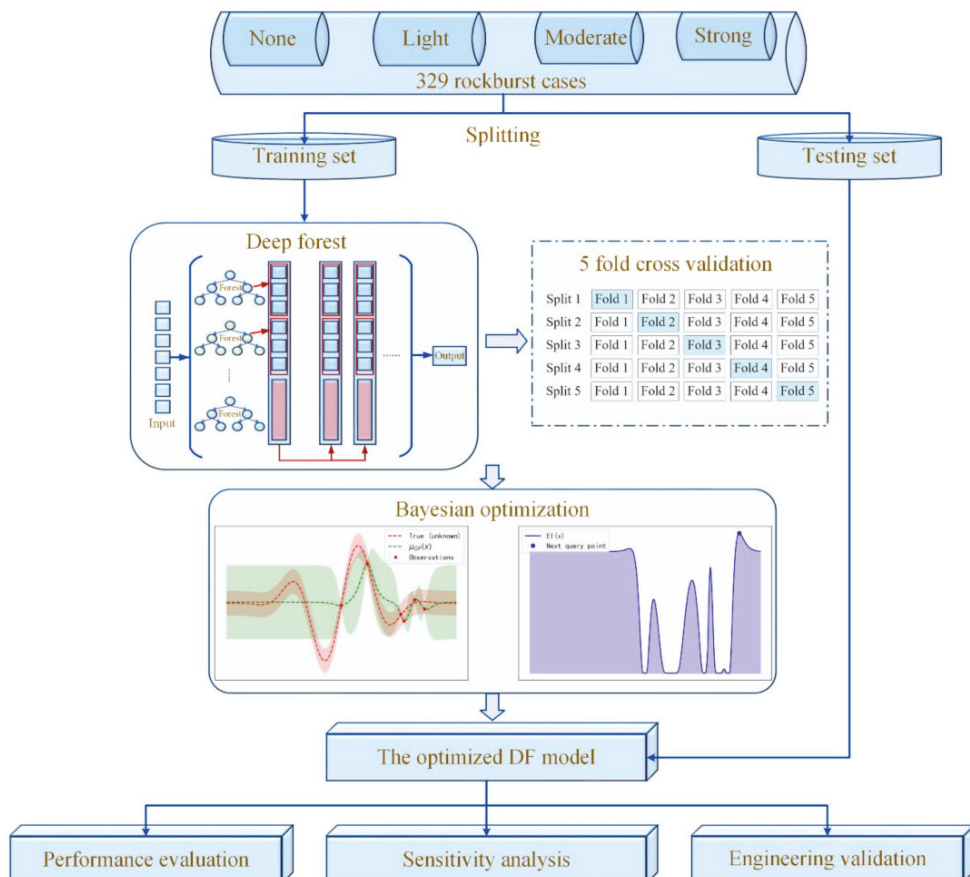 None Light Moderate Strong
329 rockburst cases
Splitting
Training set
Testing set
Deep forest
Forest
Forest
Forest
Input
Output
5 fold cross validation
Split 1 Fold 1 Fold 2 Fold 3 Fold 4 Fold 5
Split 2 Fold 1 Fold 2 Fold 3 Fold 4 Fold 5
Split 3 Fold 1 Fold 2 Fold 3 Fold 4 Fold 5
Split 4 Fold 1 Fold 2 Fold 3 Fold 4 Fold 5
Split 5 Fold 1 Fold 2 Fold 3 Fold 4 Fold 5
Bayesian optimization
True (unknown)
μGP(x)
Observations
EI(x)
Next query point
The optimized DF model
Performance evaluation
Sensitivity analysis
Engineering validation